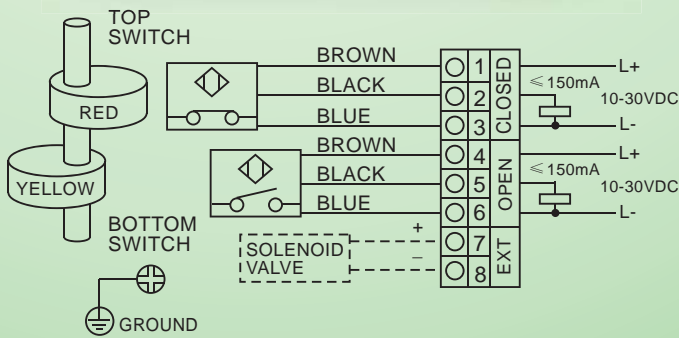 TOP
SWITCH
RED
YELLOW
BOTTOM
SWITCH
GROUND
BROWN
BLACK
BLUE
BROWN
BLACK
BLUE
SOLENOID
VALVE
+
–
1
2
3
4
5
6
7
8
CLOSED
OPEN
EXT
L+
≤150mA
10-30VDC
L-
L+
≤150mA
10-30VDC
L-